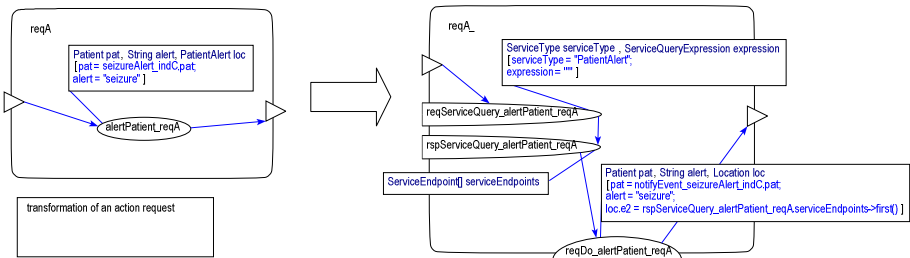 reqA
Patient pat, String alert, PatientAlert loc
[pat = seizureAlert_indC.pat;
alert = "seizure" ]
alertPatient_reqA
transformation of an action request
reqA_
ServiceType serviceType , ServiceQueryExpression expression
[serviceType = "PatientAlert";
expression = """ ]
reqServiceQuery_alertPatient_reqA
rspServiceQuery_alertPatient_reqA
ServiceEndpoint[] serviceEndpoints
Patient pat, String alert, Location loc
[pat = notifyEvent_seizureAlert_indC.pat;
alert = "seizure";
loc.e2 = rspServiceQuery_alertPatient_reqA.serviceEndpoints->first() ]
reqDo_alertPatient_reqA